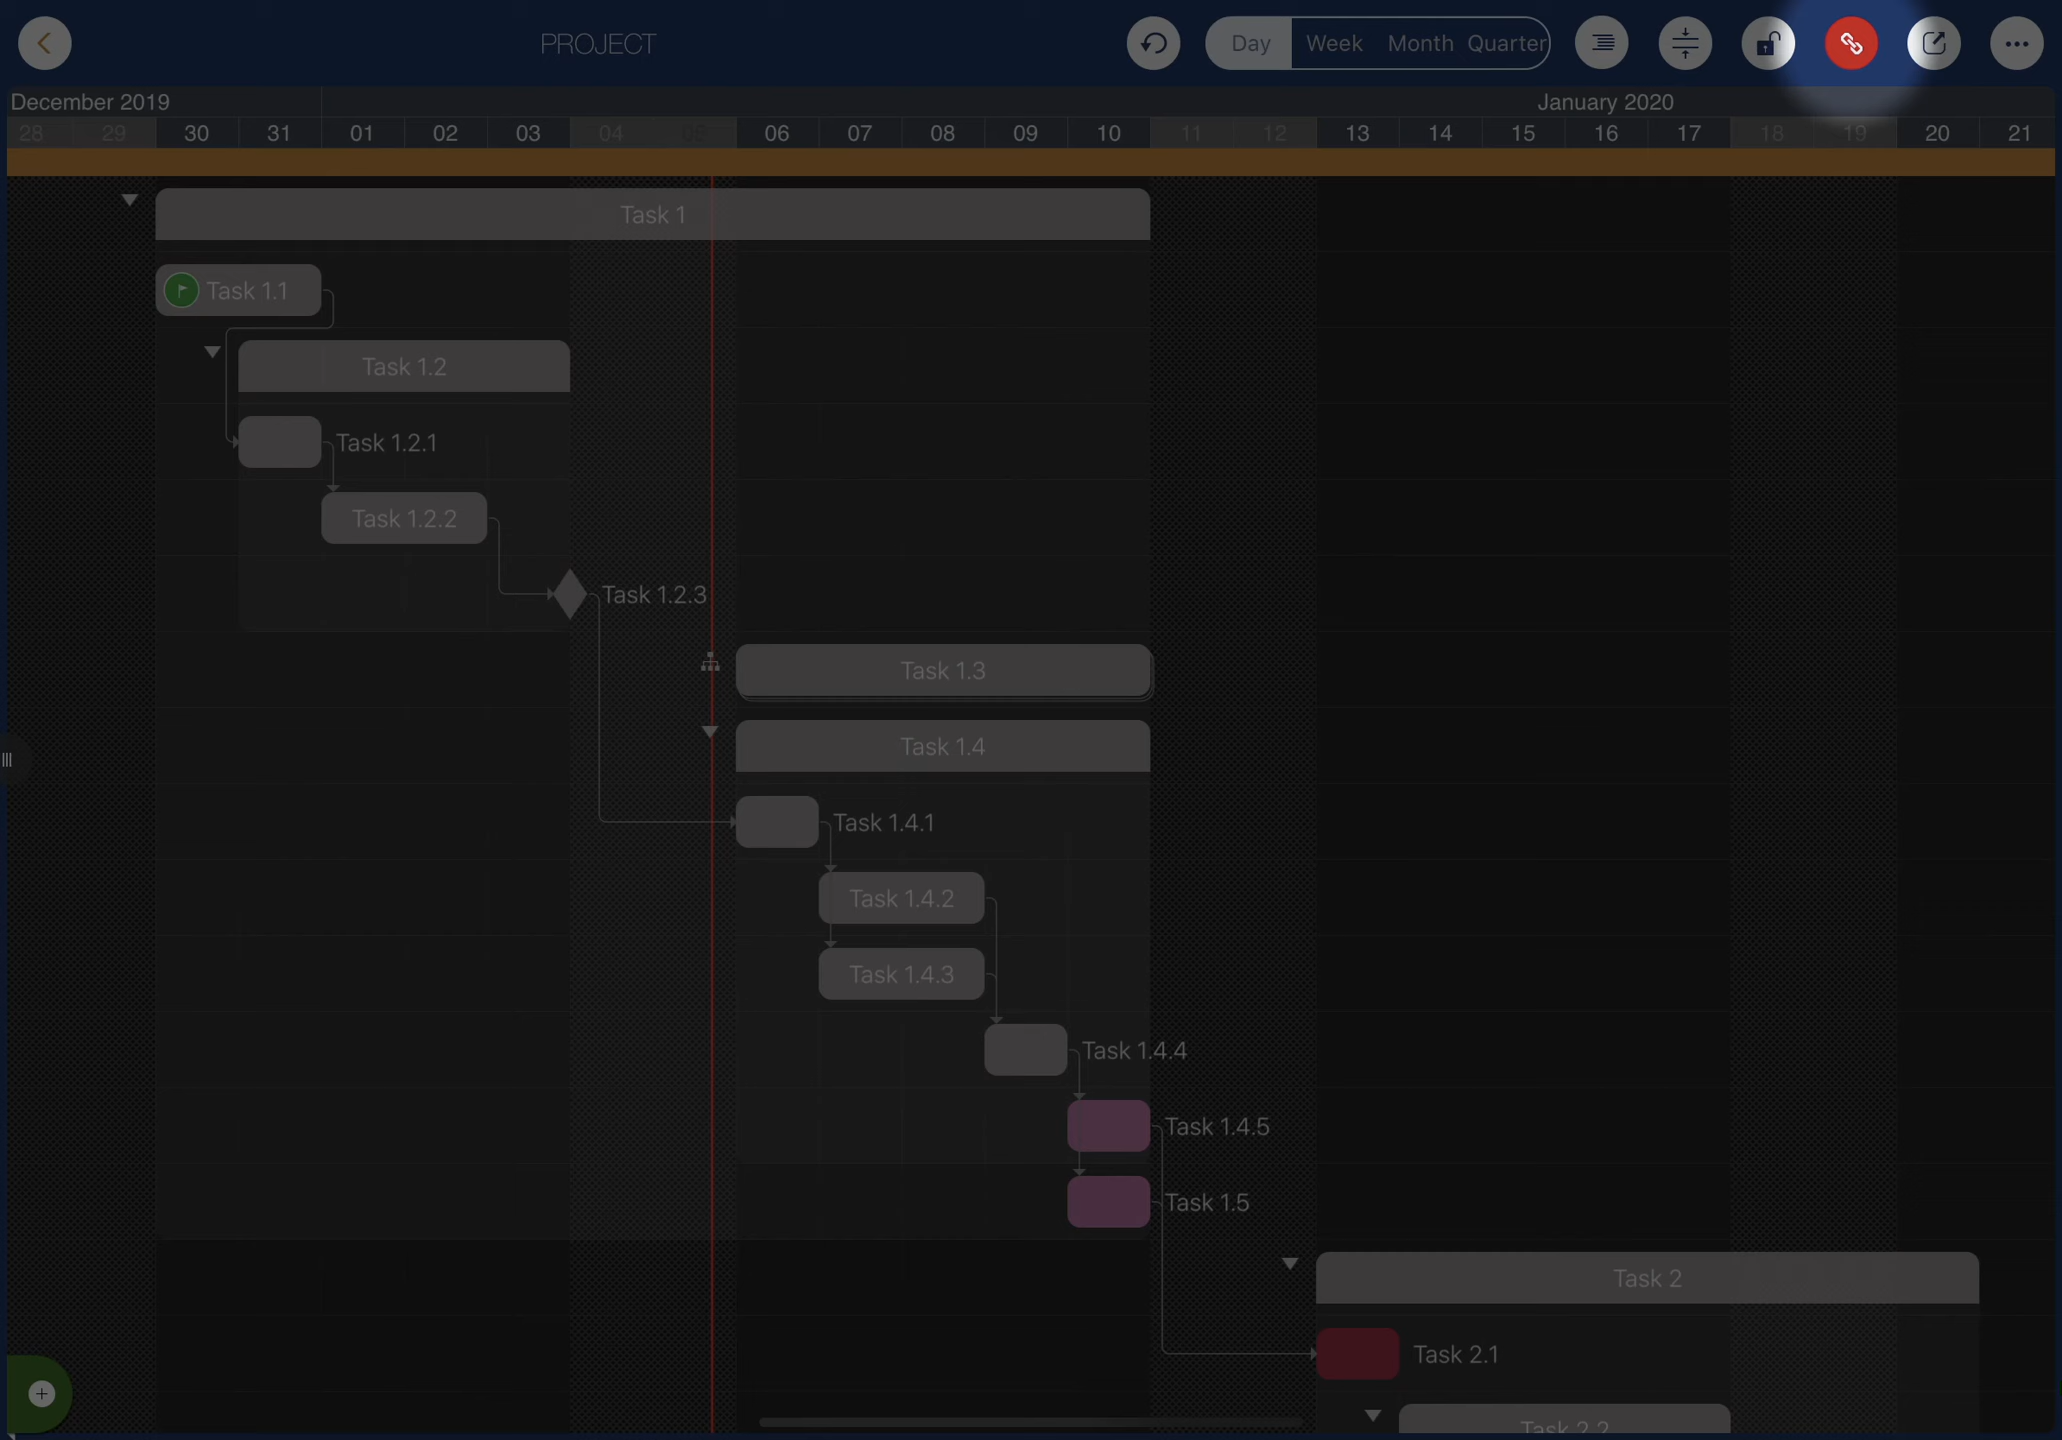 PROJECT
Day Week Month Quarter
December 2019
January 2020
28 29 30 31 01 02 03 04 05 06 07 08 09 10 11 12 13 14 15 16 17 18 19 20 21
Task 1
Task 1.1
Task 1.2
Task 1.2.1
Task 1.2.2
Task 1.2.3
Task 1.3
Task 1.4
Task 1.4.1
Task 1.4.2
Task 1.4.3
Task 1.4.4
Task 1.4.5
Task 1.5
Task 2
Task 2.1
Task 2.2